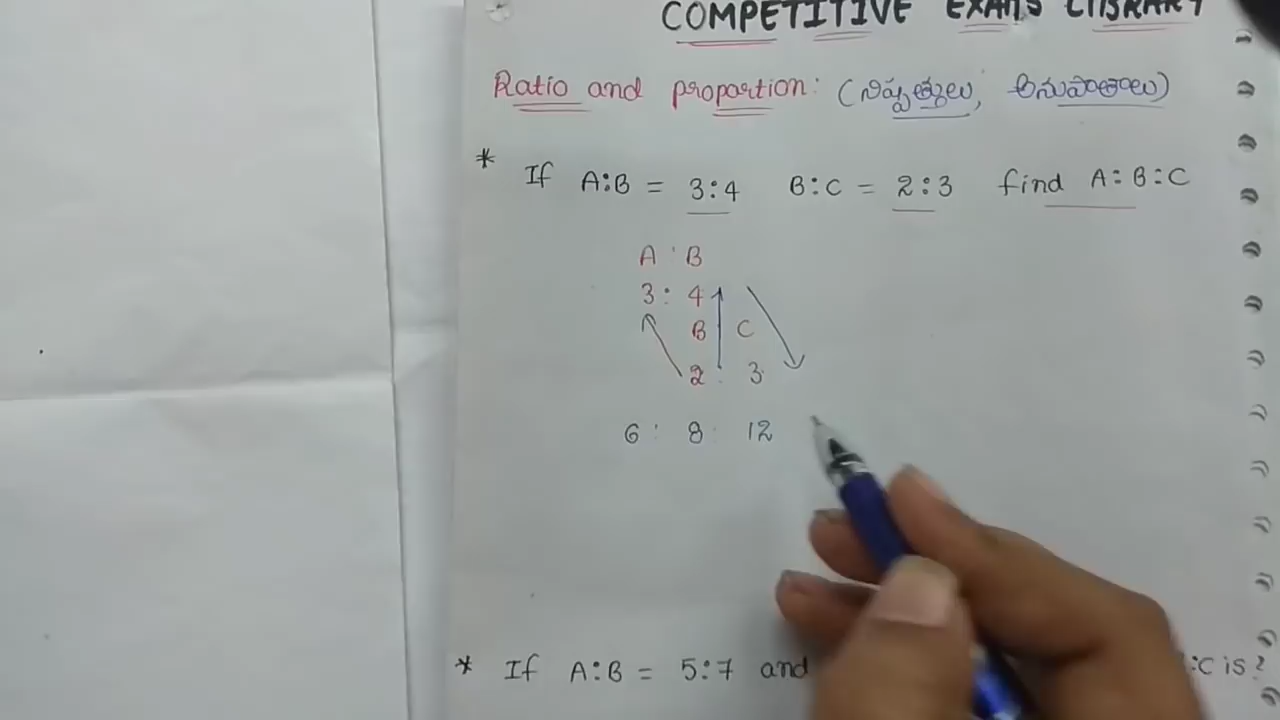 COMPETITIVE EXAMS LIBRARY
Ratio and proportion: (నిష్పత్తులు, అనుపాతాలు)
* If A:B = 3:4 B:C = 2:3 find A:B:C
A : B
3 : 4
B C
2 : 3
6 : 8 : 12
* If A:B = 5:7 and :C is?